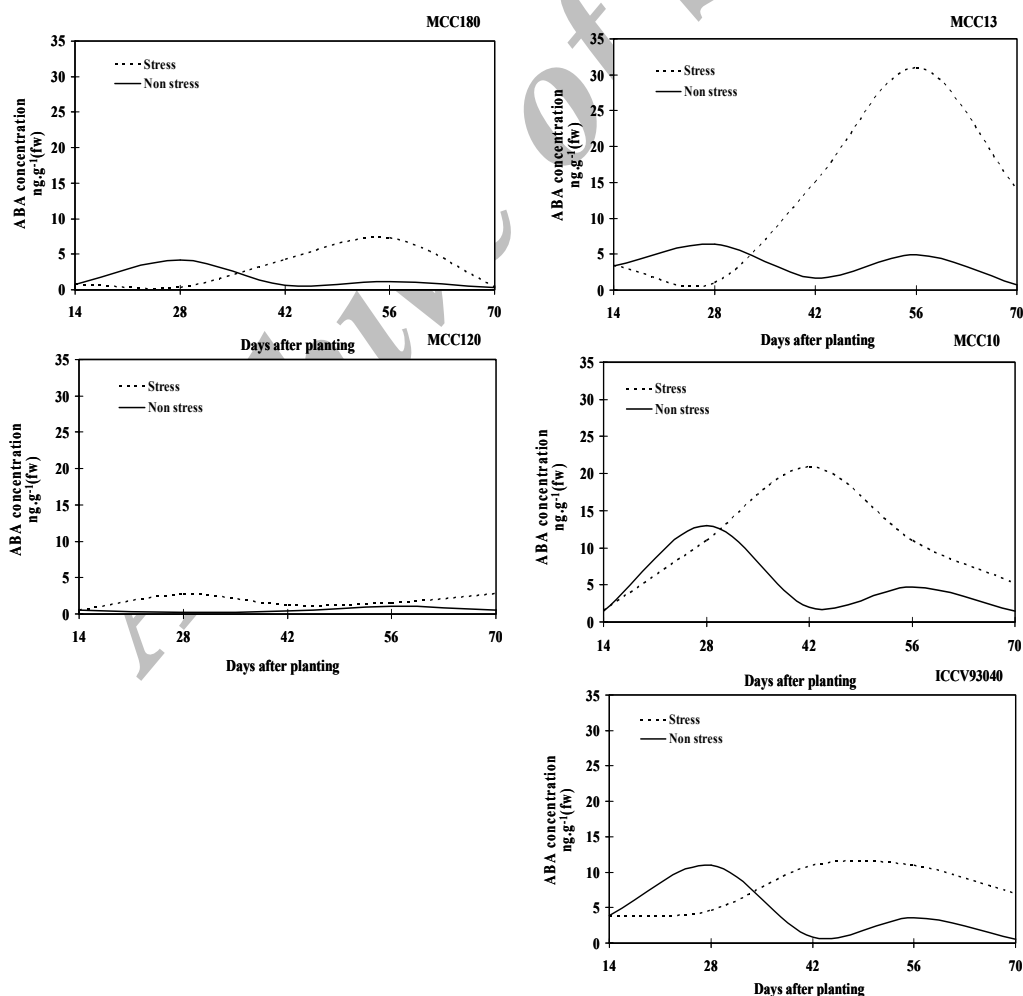 MCC180
35
30
25
20
15
10
5
0
Stress
Non stress
ABA concentration
ng.g-1(fw)
14 28 42 56 70
Days after planting
MCC13
35
30
25
20
15
10
5
0
Stress
Non stress
ABA concentration
ng.g-1(fw)
14 28 42 56 70
Days after planting
MCC120
35
30
25
20
15
10
5
0
Stress
Non stress
ABA concentration
ng.g-1(fw)
14 28 42 56 70
Days after planting
MCC10
35
30
25
20
15
10
5
0
Stress
Non stress
ABA concentration
ng.g-1(fw)
14 28 42 56 70
Days after planting
ICCV93040
35
30
25
20
15
10
5
0
Stress
Non stress
ABA concentration
ng.g-1(fw)
14 28 42 56 70
Days after planting
of